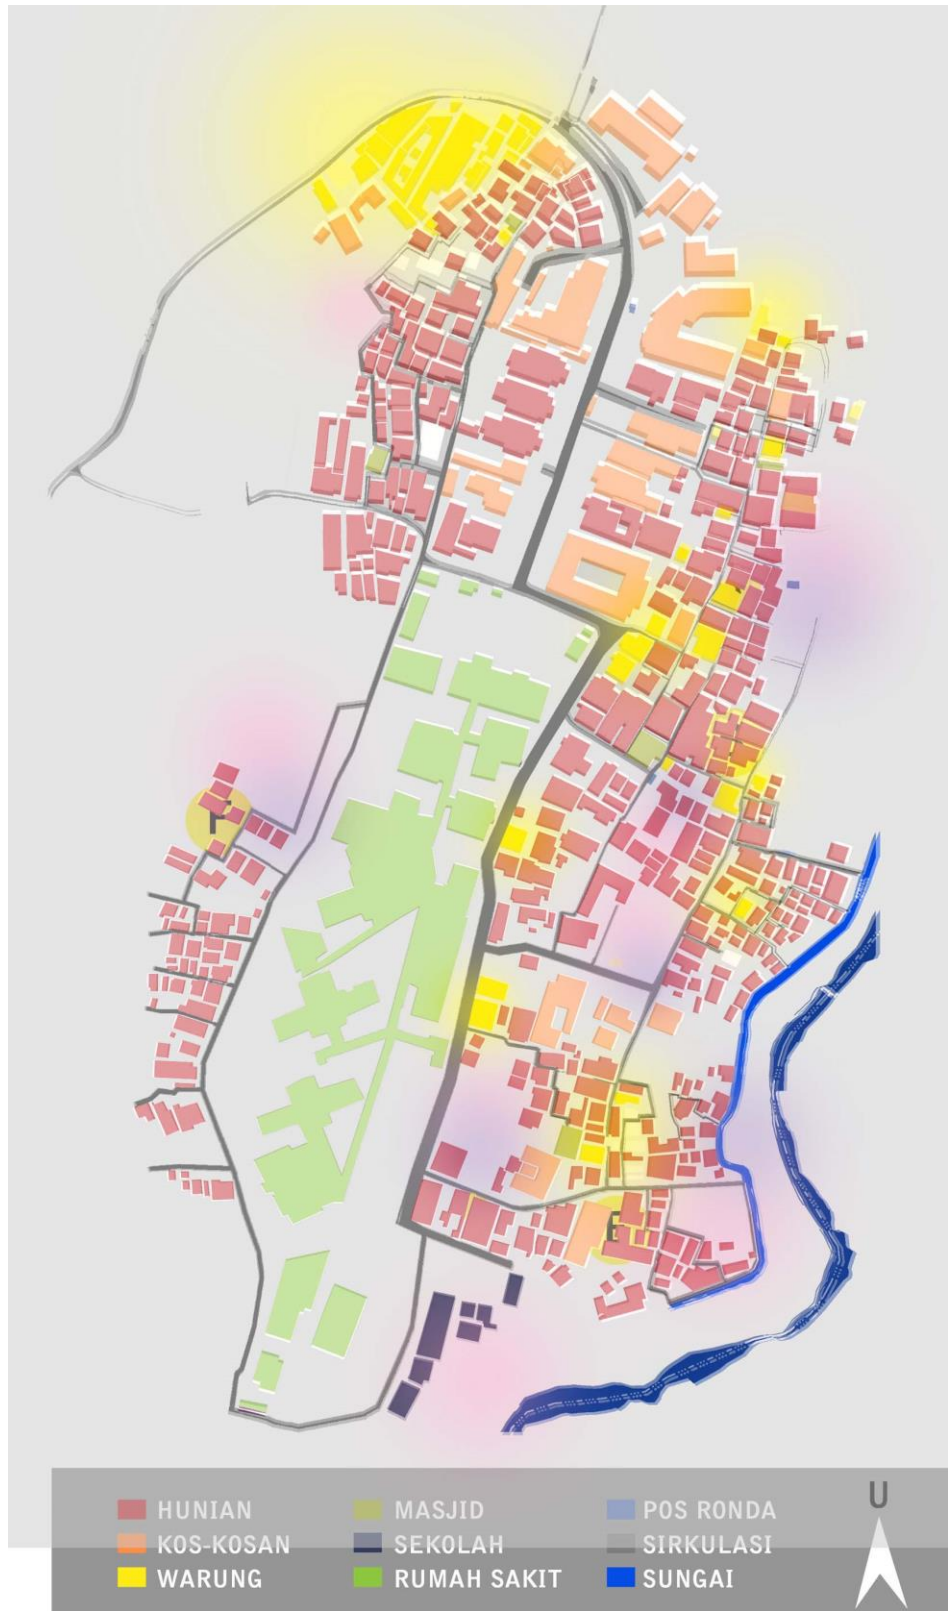 HUNIAN MASJID POS RONDA
KOS-KOSAN SEKOLAH SIRKULASI
WARUNG RUMAH SAKIT SUNGAI
U